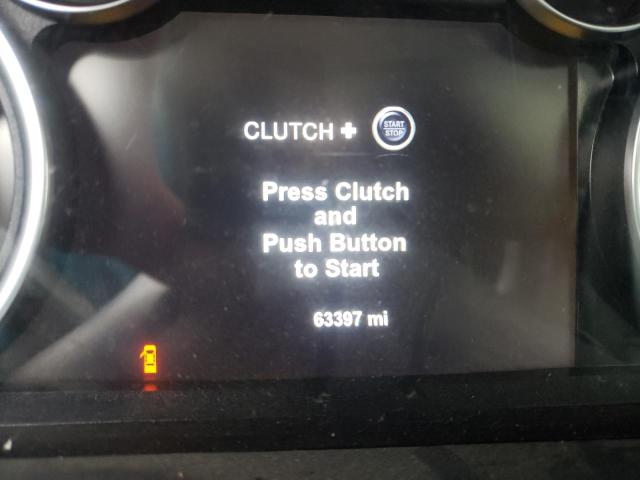 CLUTCH + START
STOP
Press Clutch
and
Push Button
to Start
63397 mi